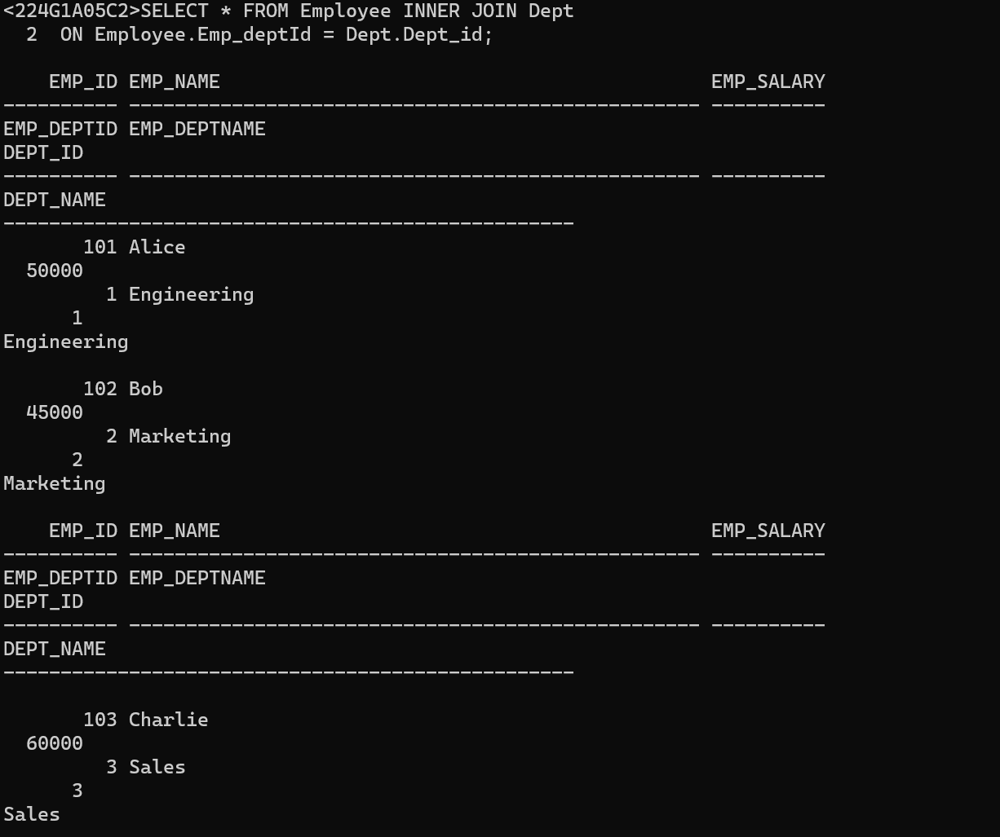 <224G1A05C2>SELECT * FROM Employee INNER JOIN Dept
  2  ON Employee.Emp_deptId = Dept.Dept_id;

    EMP_ID EMP_NAME                                           EMP_SALARY
---------- -------------------------------------------------- ----------
EMP_DEPTID EMP_DEPTNAME
DEPT_ID
---------- -------------------------------------------------- ----------
DEPT_NAME
--------------------------------------------------
       101 Alice
  50000
         1 Engineering
      1
Engineering

       102 Bob
  45000
         2 Marketing
      2
Marketing

    EMP_ID EMP_NAME                                           EMP_SALARY
---------- -------------------------------------------------- ----------
EMP_DEPTID EMP_DEPTNAME
DEPT_ID
---------- -------------------------------------------------- ----------
DEPT_NAME
--------------------------------------------------

       103 Charlie
  60000
         3 Sales
      3
Sales